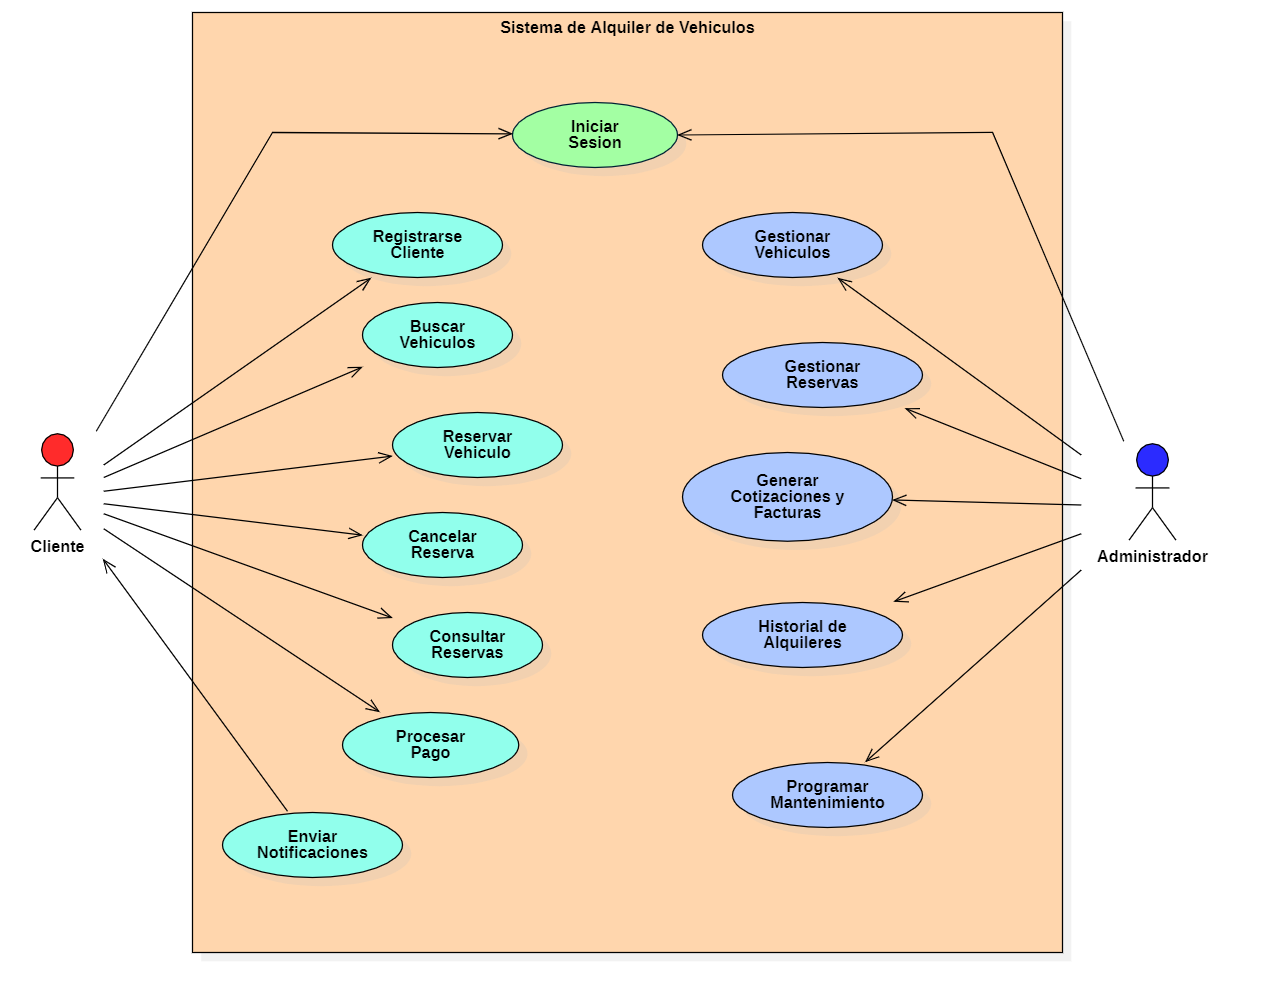 Sistema de Alquiler de Vehiculos
Iniciar
Sesion
Registrarse
Cliente
Gestionar
Vehiculos
Buscar
Vehiculos
Gestionar
Reservas
Reservar
Vehiculo
Generar
Cotizaciones y
Facturas
Cancelar
Reserva
Cliente
Administrador
Consultar
Reservas
Historial de
Alquileres
Procesar
Pago
Programar
Mantenimiento
Enviar
Notificaciones